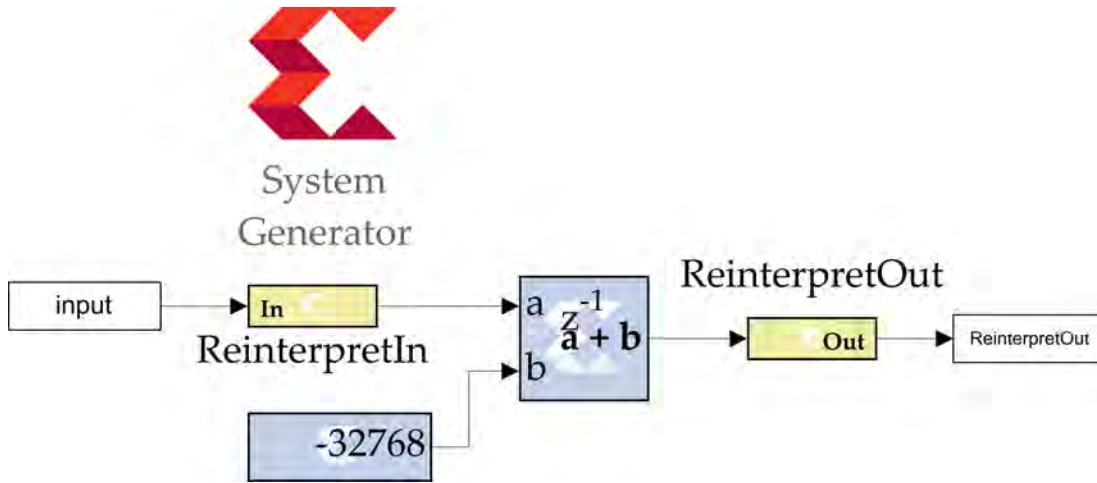 System
Generator
input
In
ReinterpretIn
-32768
a
b
z-1
a + b
ReinterpretOut
Out
ReinterpretOut